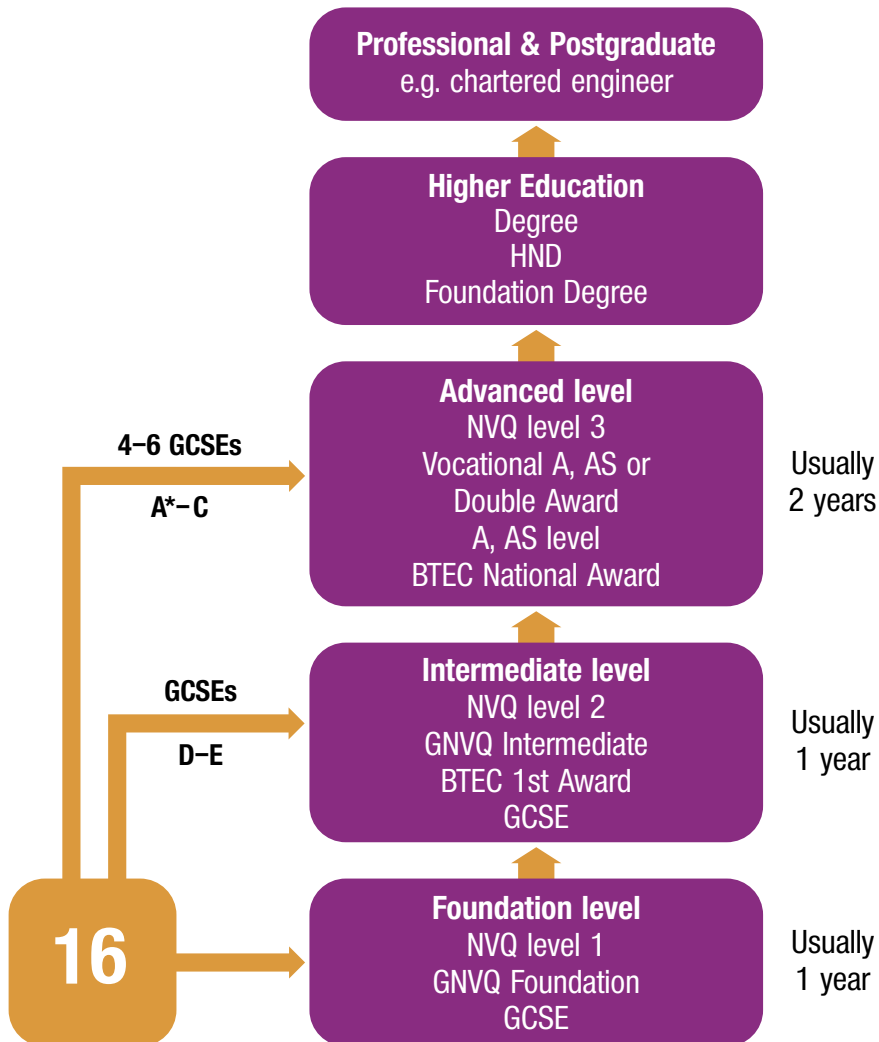 Professional & Postgraduate
e.g. chartered engineer
Higher Education
Degree
HND
Foundation Degree
Advanced level
NVQ level 3
Vocational A, AS or
Double Award
A, AS level
BTEC National Award
4–6 GCSEs
A*–C
Usually
2 years
Intermediate level
NVQ level 2
GNVQ Intermediate
BTEC 1st Award
GCSE
GCSEs
D–E
Usually
1 year
Foundation level
NVQ level 1
GNVQ Foundation
GCSE
16
Usually
1 year